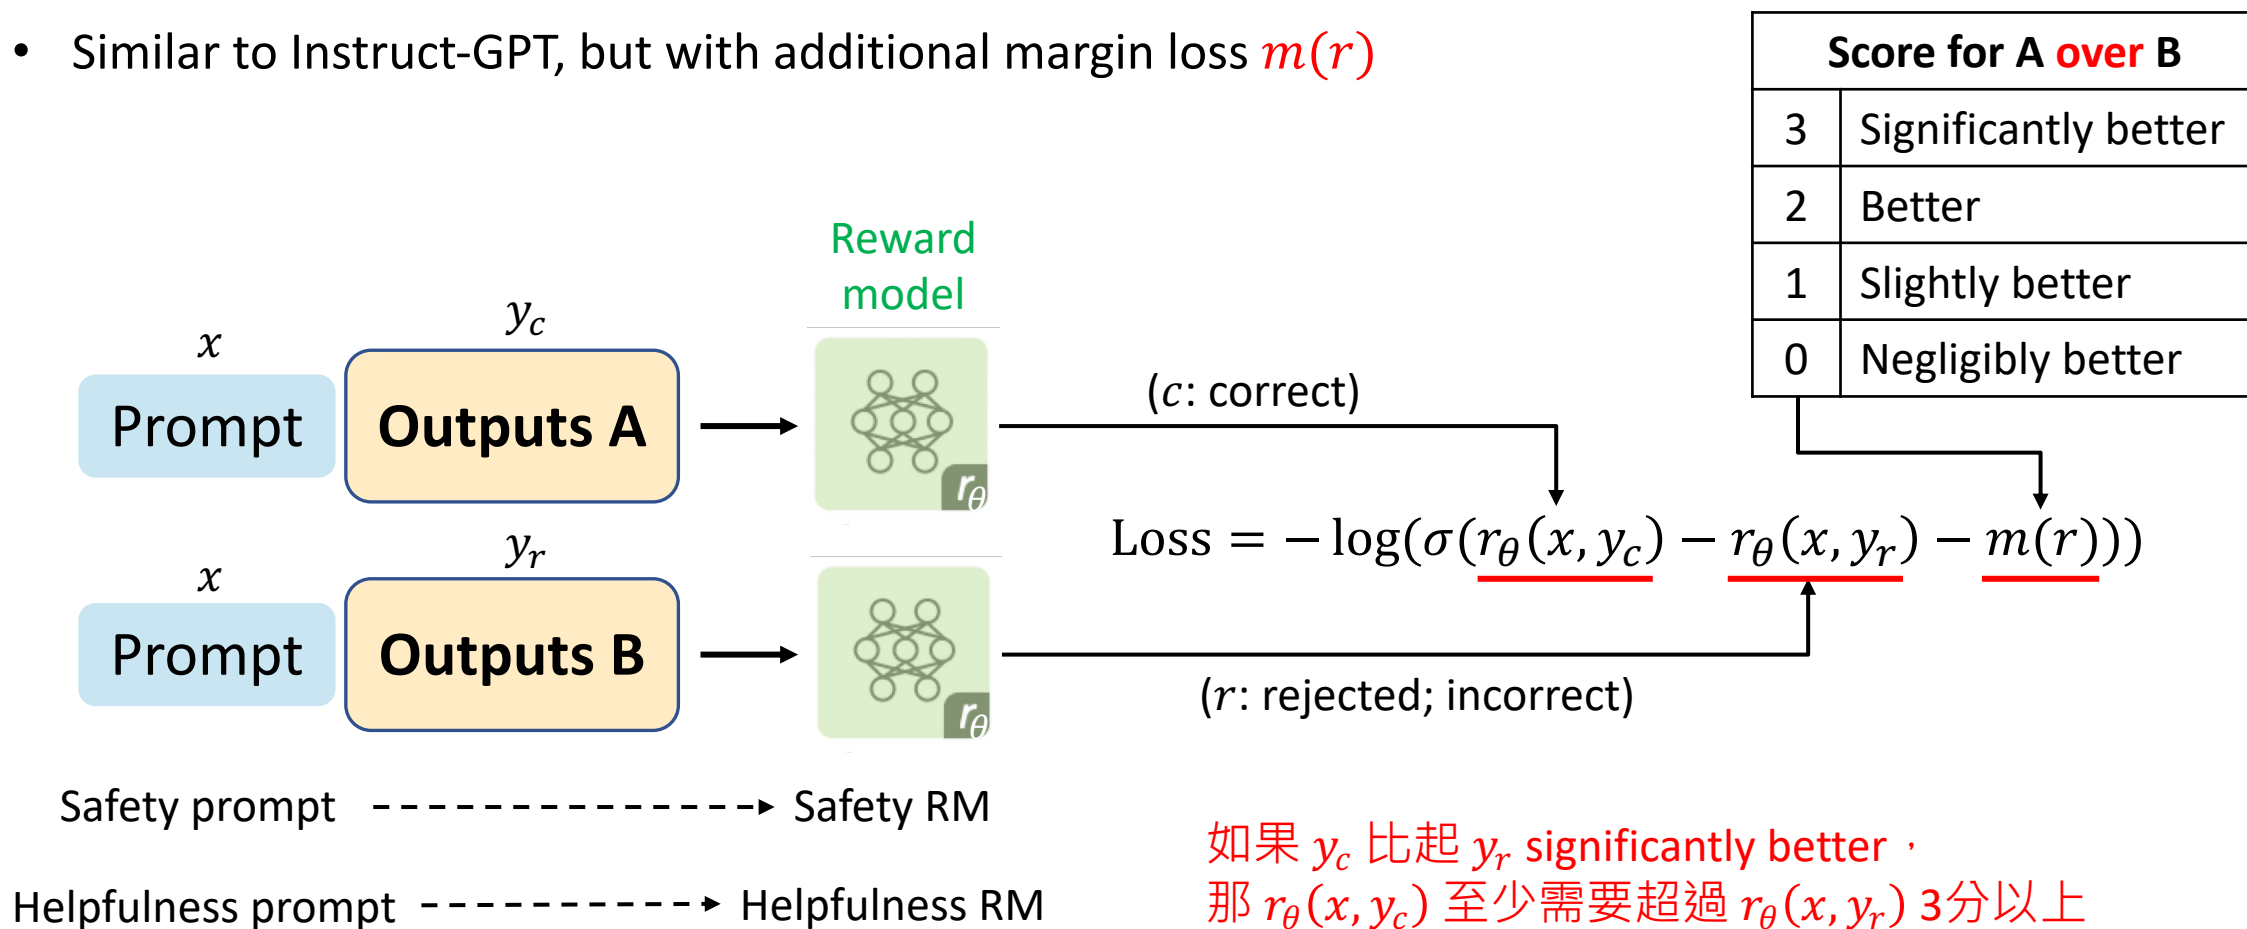 • Similar to Instruct-GPT, but with additional margin loss m(r)
Score for A over B
3 Significantly better
2 Better
1 Slightly better
0 Negligibly better
Reward
model
x
y_c
Prompt
Outputs A
r_θ
(c: correct)
Loss = − log(σ(r_θ(x, y_c) − r_θ(x, y_r) − m(r)))
x
y_r
Prompt
Outputs B
r_θ
(r: rejected; incorrect)
Safety prompt
Safety RM
Helpfulness prompt
Helpfulness RM
如果 y_c 比起 y_r significantly better，
那 r_θ(x, y_c) 至少需要超過 r_θ(x, y_r) 3分以上